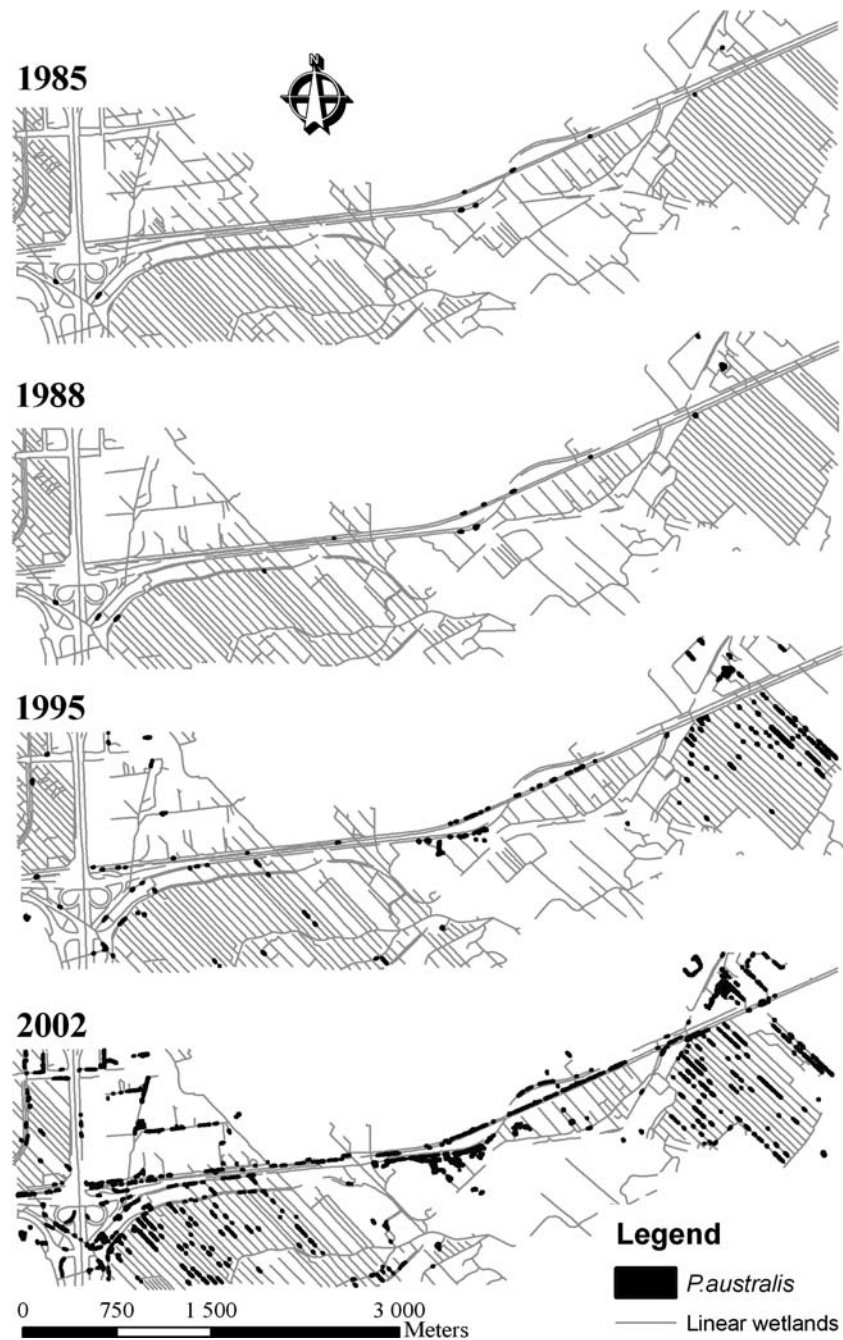 1985
N
1988
1995
2002
Legend
P.australis
Linear wetlands
0 750 1 500 3 000
Meters